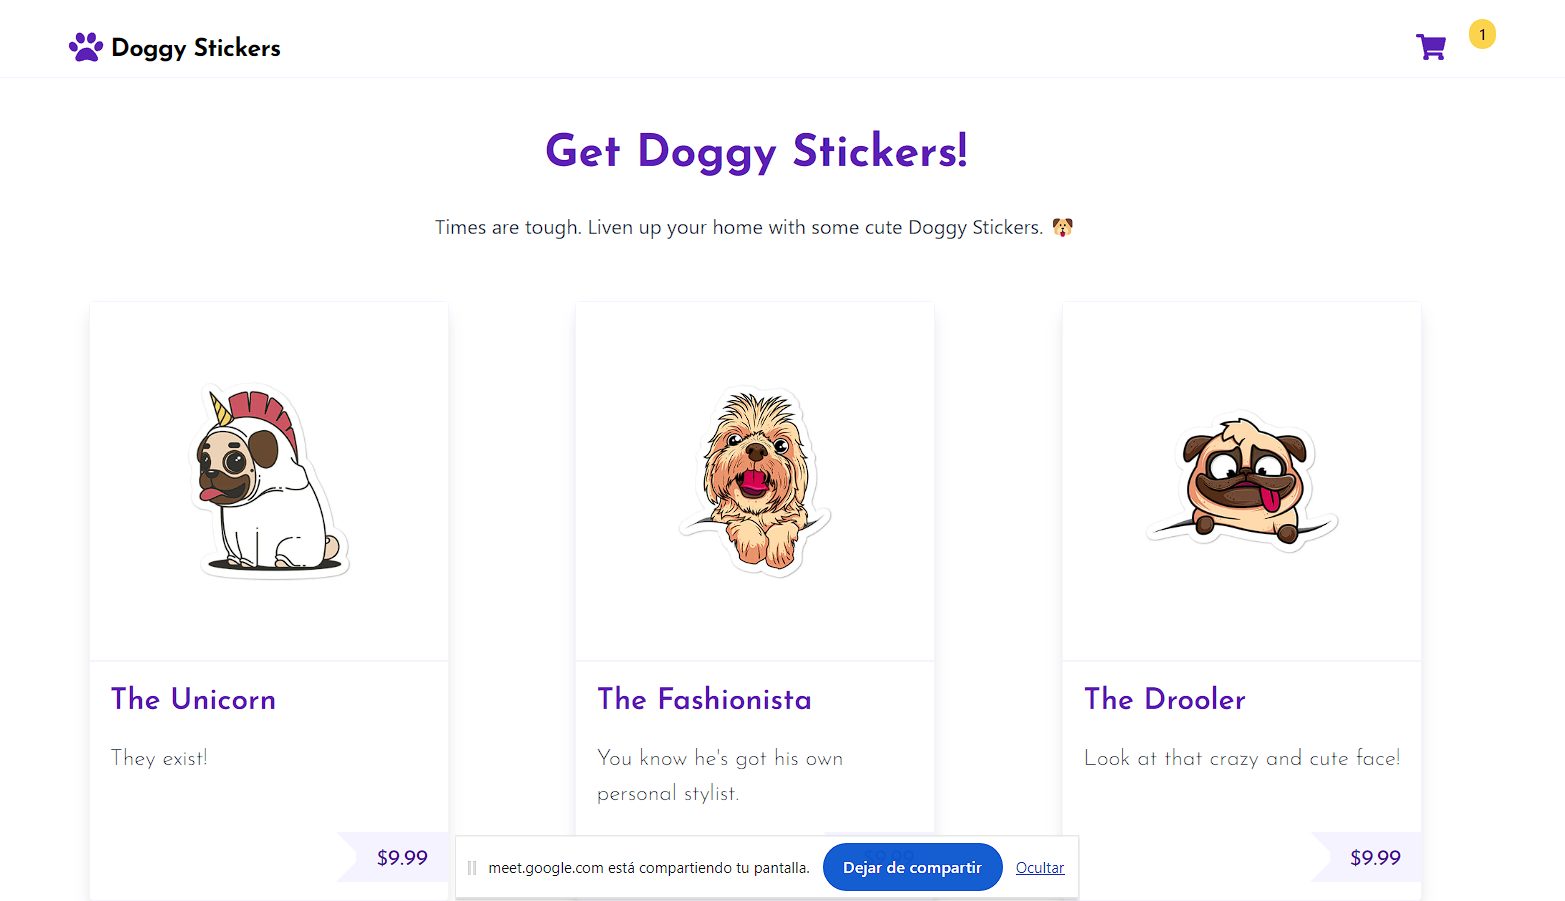 Doggy Stickers
1
Get Doggy Stickers!
Times are tough. Liven up your home with some cute Doggy Stickers. 🐶
The Unicorn
They exist!
$9.99
The Fashionista
You know he's got his own
personal stylist.
The Drooler
Look at that crazy and cute face!
$9.99
meet.google.com está compartiendo tu pantalla.
Dejar de compartir
Ocultar